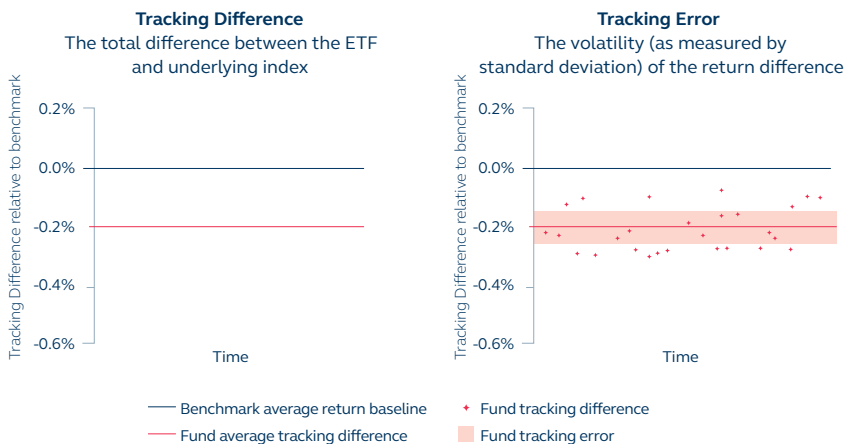 Tracking Difference
The total difference between the ETF
and underlying index
Tracking Difference relative to benchmark
0.2%
0.0%
-0.2%
-0.4%
-0.6%
Time
Tracking Error
The volatility (as measured by
standard deviation) of the return difference
Tracking Difference relative to benchmark
0.2%
0.0%
-0.2%
-0.4%
-0.6%
Time
Benchmark average return baseline
Fund tracking difference
Fund average tracking difference
Fund tracking error